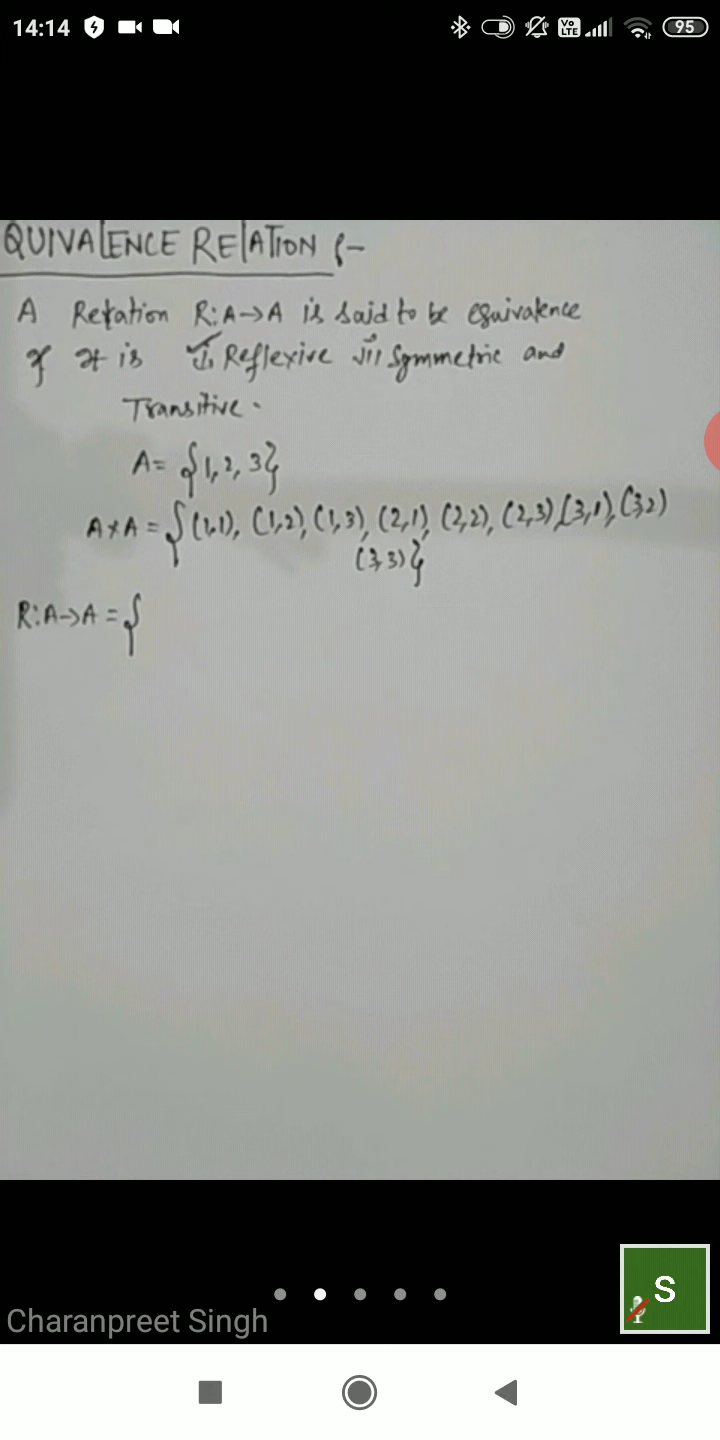 14:14
Vo LTE
95
QUIVALENCE RELATION :-
A Relation R:A→A is said to be equivalence
if it is i, Reflexive ii Symmetric and
Transitive.
A= {1,2,3}
A×A = {(1,1), (1,2), (1,3), (2,1), (2,2), (2,3), (3,1), (3,2)
(3,3)}
R:A→A = {
S
Charanpreet Singh